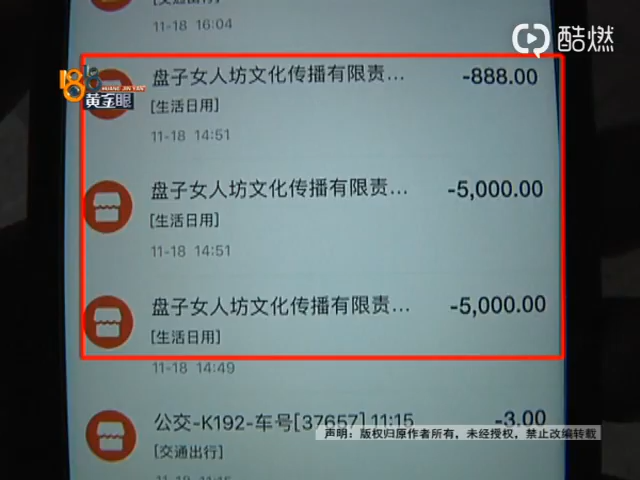 11-18 16:04
酷燃
盘子女人坊文化传播有限责... -888.00
[生活日用]
11-18 14:51
黄金眼
盘子女人坊文化传播有限责... -5,000.00
[生活日用]
11-18 14:51
盘子女人坊文化传播有限责... -5,000.00
[生活日用]
11-18 14:49
公交-K192-车号[37657] 11:15 -3.00
声明：版权归原作者所有，未经授权，禁止改编转载
[交通出行]